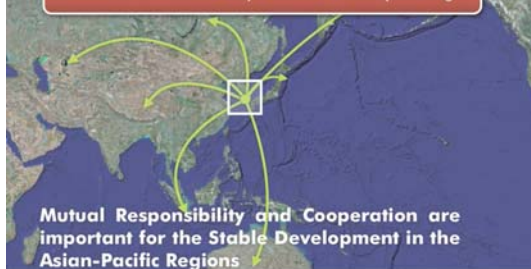 Mutual Responsibility and Cooperation are
important for the Stable Development in the
Asian-Pacific Regions